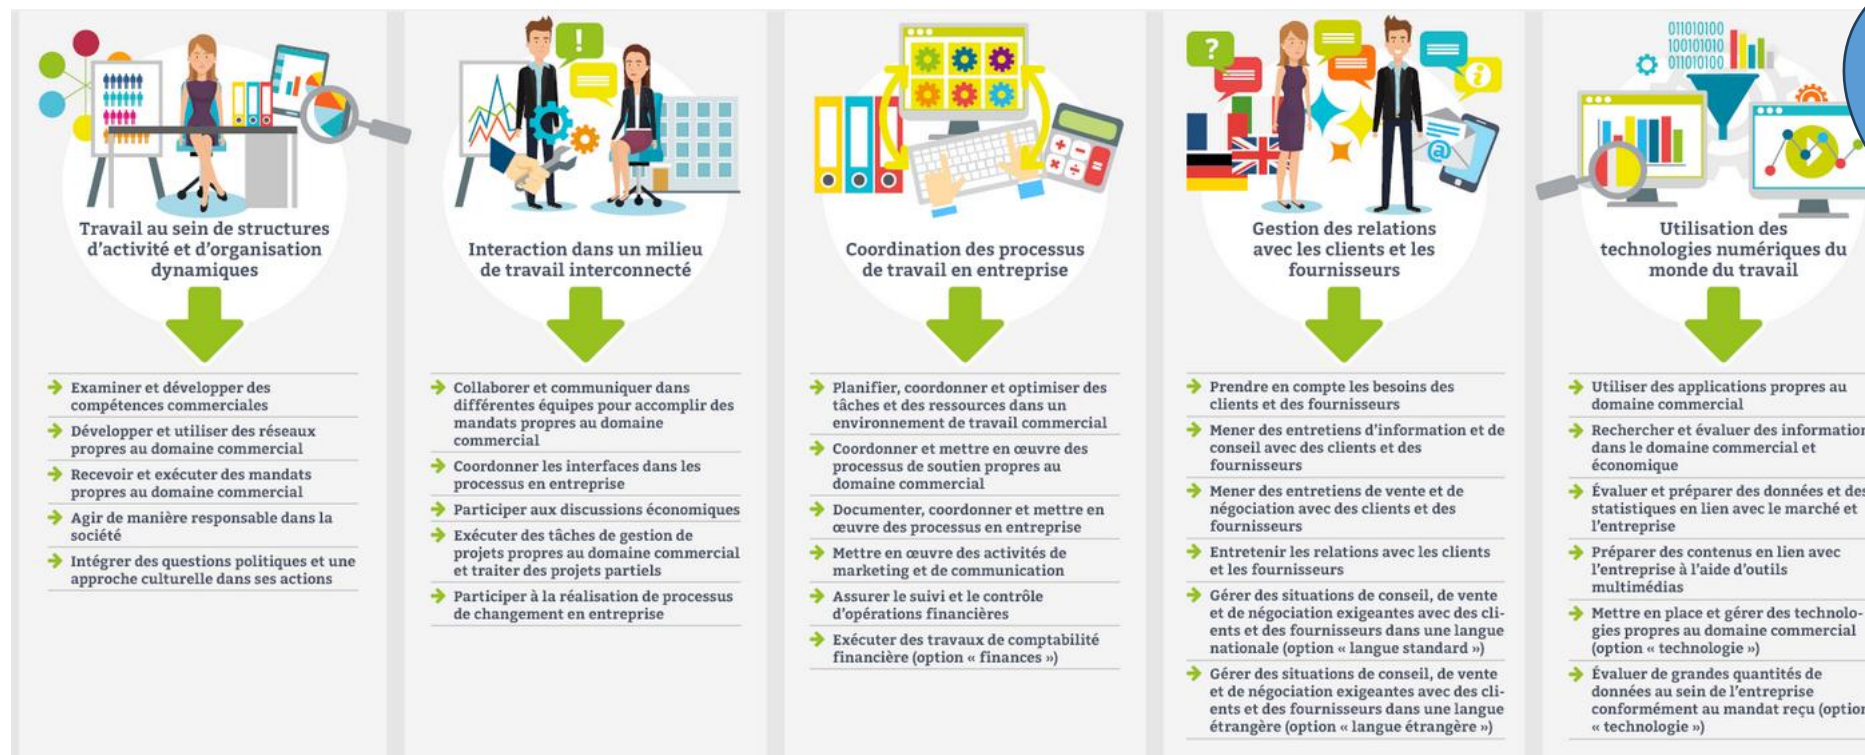 011010100
100101010
011010100
Travail au sein de structures
d'activité et d'organisation
dynamiques
Examiner et développer des
compétences commerciales
Développer et utiliser des réseaux
propres au domaine commercial
Recevoir et exécuter des mandats
propres au domaine commercial
Agir de manière responsable dans la
société
Intégrer des questions politiques et une
approche culturelle dans ses actions
!
Interaction dans un milieu
de travail interconnecté
Collaborer et communiquer dans
différentes équipes pour accomplir des
mandats propres au domaine
commercial
Coordonner les interfaces dans les
processus en entreprise
Participer aux discussions économiques
Exécuter des tâches de gestion de
projets propres au domaine commercial
et traiter des projets partiels
Participer à la réalisation de processus
de changement en entreprise
Coordination des processus
de travail en entreprise
Planifier, coordonner et optimiser des
tâches et des ressources dans un
environnement de travail commercial
Coordonner et mettre en œuvre des
processus de soutien propres au
domaine commercial
Documenter, coordonner et mettre en
œuvre des processus en entreprise
Mettre en œuvre des activités de
marketing et de communication
Assurer le suivi et le contrôle
d'opérations financières
Exécuter des travaux de comptabilité
financière (option « finances »)
?
i
@
Gestion des relations
avec les clients et les
fournisseurs
Prendre en compte les besoins des
clients et des fournisseurs
Mener des entretiens d'information et de
conseil avec des clients et des
fournisseurs
Mener des entretiens de vente et de
négociation avec des clients et des
fournisseurs
Entretenir les relations avec les clients
et les fournisseurs
Gérer des situations de conseil, de vente
et de négociation exigeantes avec des cli-
ents et des fournisseurs dans une langue
nationale (option « langue standard »)
Gérer des situations de conseil, de vente
et de négociation exigeantes avec des cli-
ents et des fournisseurs dans une langue
étrangère (option « langue étrangère »)
Utilisation des
technologies numériques du
monde du travail
Utiliser des applications propres au
domaine commercial
Rechercher et évaluer des information
dans le domaine commercial et
économique
Évaluer et préparer des données et des
statistiques en lien avec le marché et
l'entreprise
Préparer des contenus en lien avec
l'entreprise à l'aide d'outils
multimédias
Mettre en place et gérer des technolo-
gies propres au domaine commercial
(option « technologie »)
Évaluer de grandes quantités de
données au sein de l'entreprise
conformément au mandat reçu (option
« technologie »)